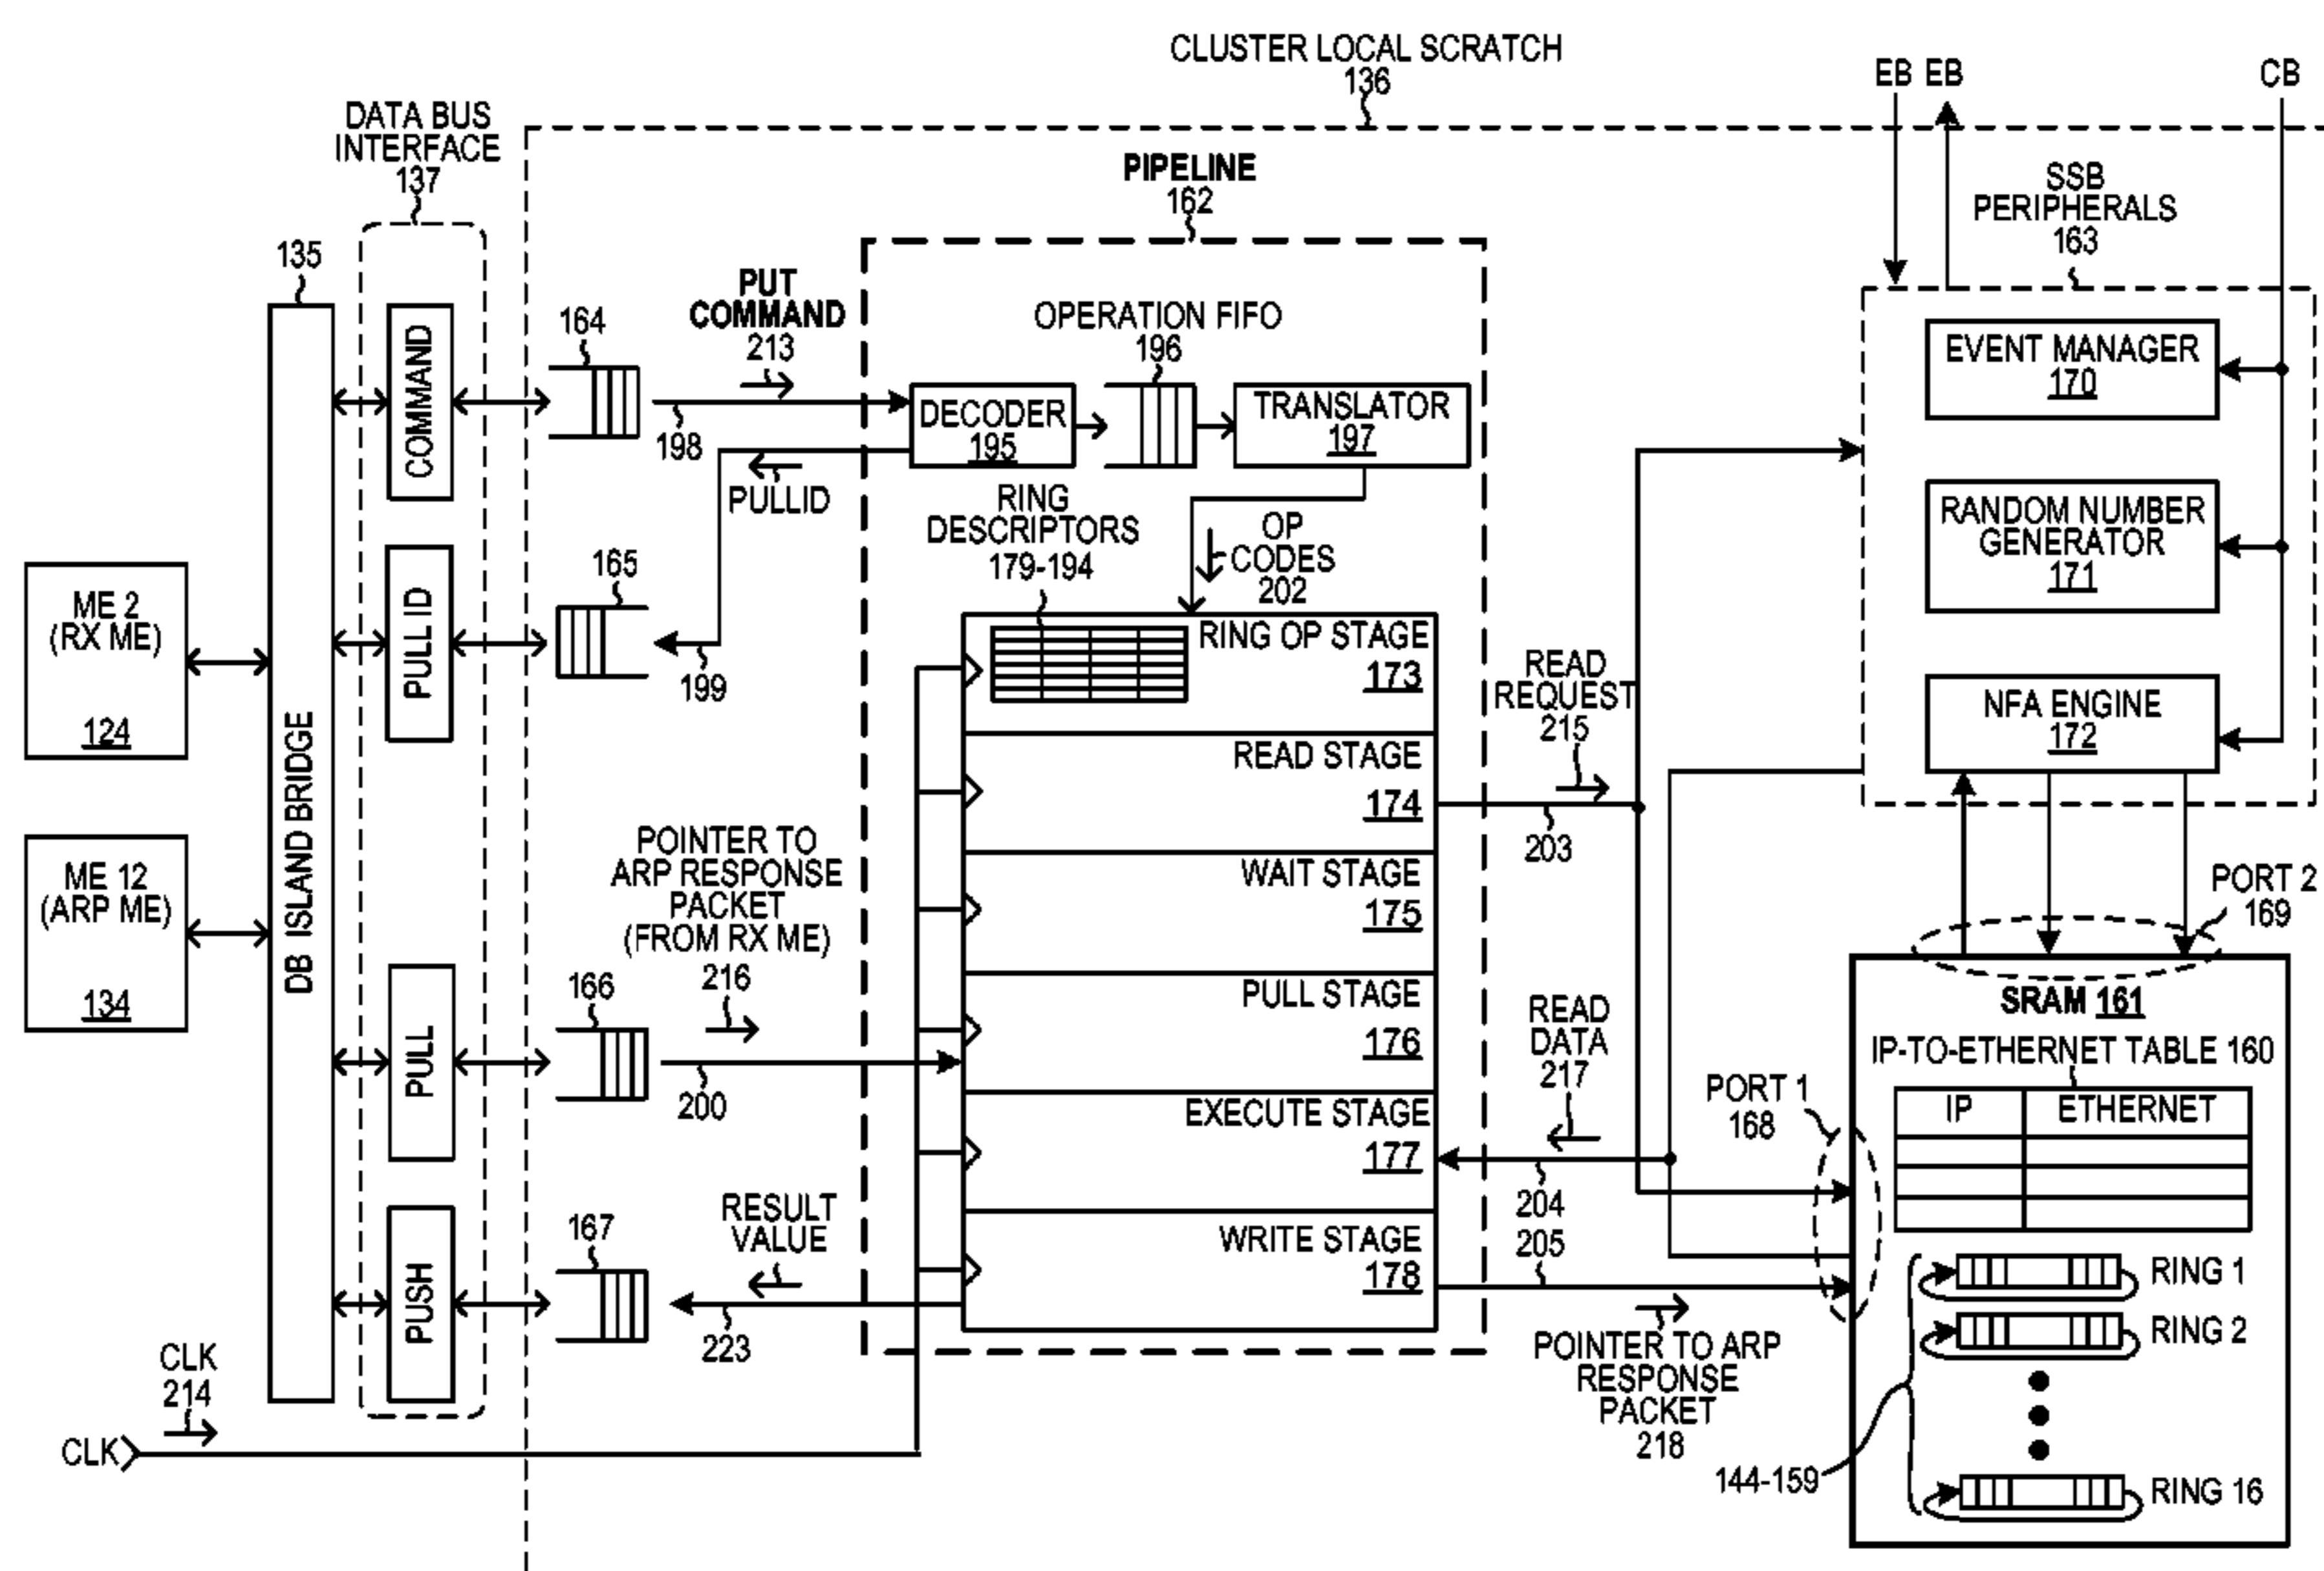 CLUSTER LOCAL SCRATCH
136
EB EB
CB
DATA BUS
INTERFACE
137
PIPELINE
162
SSB
PERIPHERALS
163
135
164
PUT
COMMAND
213
OPERATION FIFO
196
COMMAND
198
DECODER
195
TRANSLATOR
197
PULLID
EVENT MANAGER
170
RANDOM NUMBER
GENERATOR
171
NFA ENGINE
172
RING
DESCRIPTORS
179-194
OP
CODES
202
ME 2
(RX ME)
124
ME 12
(ARP ME)
134
DB ISLAND BRIDGE
PULL ID
165
199
RING OP STAGE
173
READ STAGE
174
WAIT STAGE
175
PULL STAGE
176
EXECUTE STAGE
177
WRITE STAGE
178
READ
REQUEST
215
203
POINTER TO
ARP RESPONSE
PACKET
(FROM RX ME)
216
166
PULL
200
READ
DATA
217
204
205
PORT 1
168
PORT 2
169
SRAM 161
IP-TO-ETHERNET TABLE 160
IP
ETHERNET
RING 1
RING 2
RING 16
144-159
167
PUSH
RESULT
VALUE
223
POINTER TO ARP
RESPONSE
PACKET
218
CLK
214
CLK